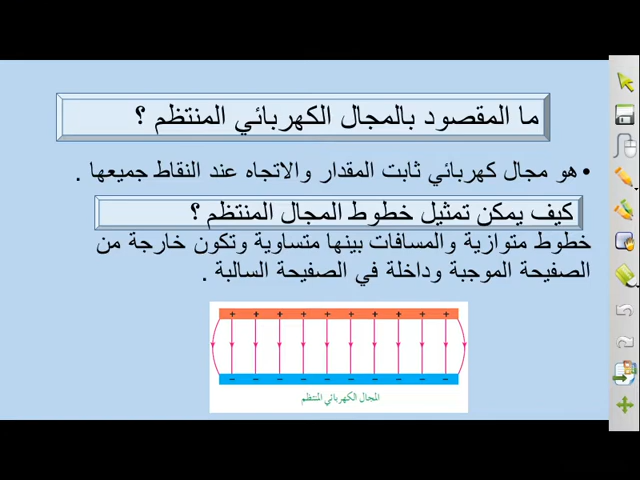 ما المقصود بالمجال الكهربائي المنتظم ؟
• هو مجال كهربائي ثابت المقدار والاتجاه عند النقاط جميعها .
كيف يمكن تمثيل خطوط المجال المنتظم ؟
خطوط متوازية والمسافات بينها متساوية وتكون خارجة من
الصفيحة الموجبة وداخلة في الصفيحة السالبة .
+ + + + + + + + + +
− − − − − − − − − −
المجال الكهربائي المنتظم